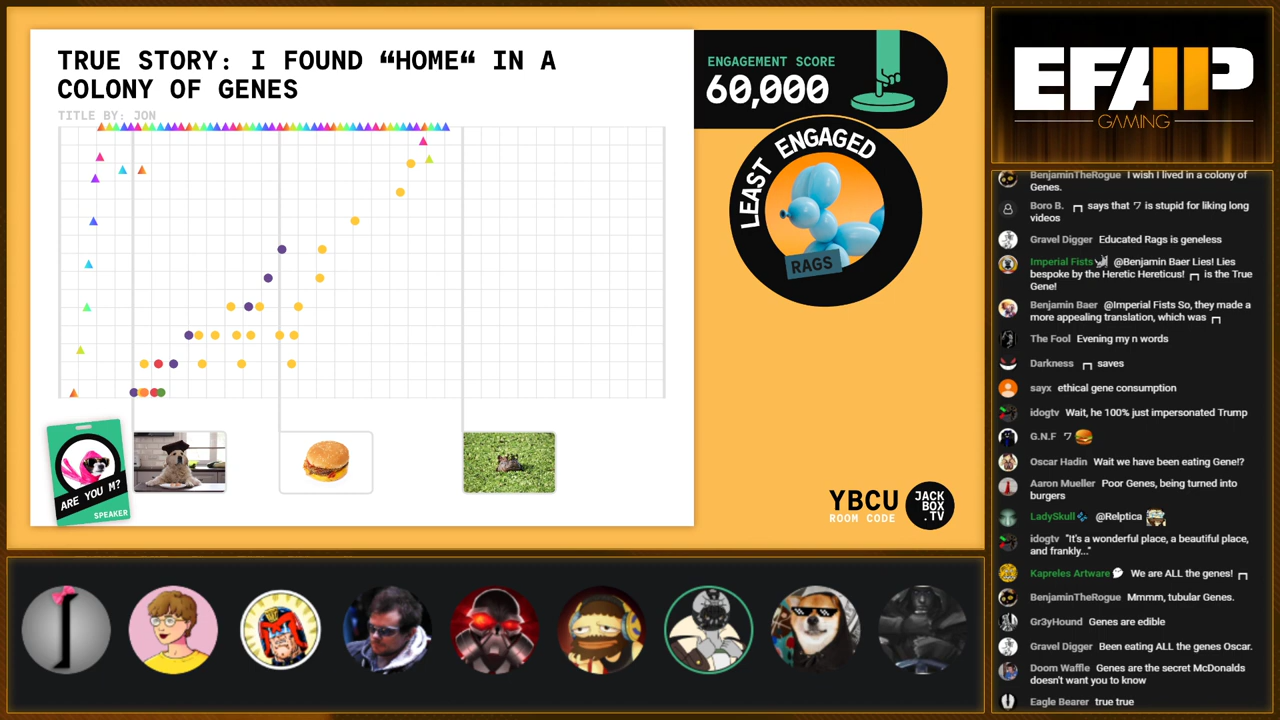 TRUE STORY: I FOUND “HOME“ IN A
COLONY OF GENES
TITLE BY: JON
ARE YOU M?
SPEAKER
ENGAGEMENT SCORE
60,000
LEAST ENGAGED
RAGS
YBCU
ROOM CODE
JACK
BOX
.TV
EFAP
GAMING
BenjaminTheRogue I wish I lived in a colony of
Genes.
Boro B. ┏┓ says that ワ is stupid for liking long
videos
Gravel Digger Educated Rags is geneless
Imperial Fists @Benjamin Baer Lies! Lies
bespoke by the Heretic Hereticus! ┏┓ is the True
Gene!
Benjamin Baer @Imperial Fists So, they made a
more appealing translation, which was ┏┓
The Fool Evening my n words
Darkness ┏┓ saves
sayx ethical gene consumption
idogtv Wait, he 100% just impersonated Trump
G.N.F ワ 🍔
Oscar Hadin Wait we have been eating Gene!?
Aaron Mueller Poor Genes, being turned into
burgers
LadySkull @Relptica
idogtv "It's a wonderful place, a beautiful place,
and frankly..."
Kapreles Artware We are ALL the genes! ┏┓
BenjaminTheRogue Mmmm, tubular Genes.
Gr3yHound Genes are edible
Gravel Digger Been eating ALL the genes Oscar.
Doom Waffle Genes are the secret McDonalds
doesn't want you to know
Eagle Bearer true true